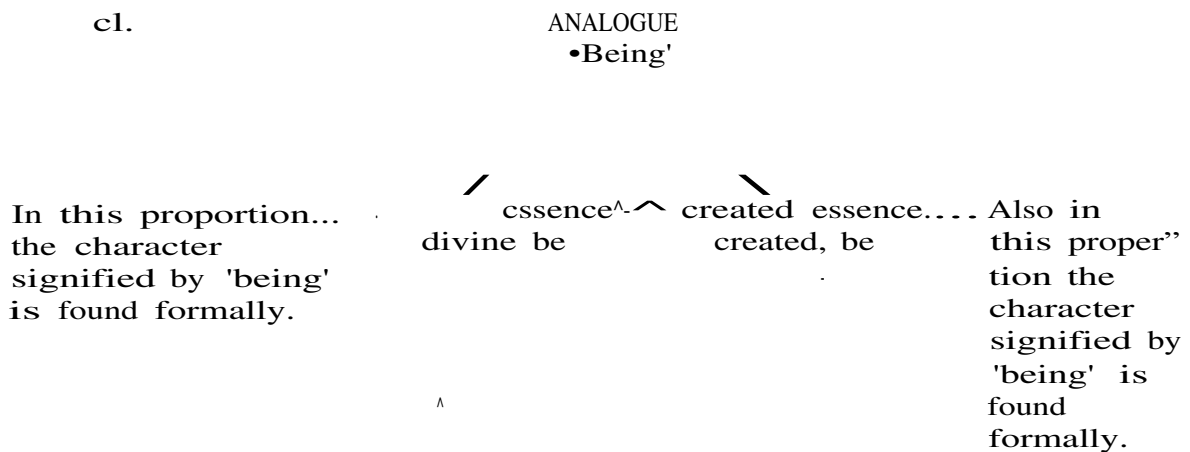 cl.
ANALOGUE
•Being'
In this proportion...
the character
signified by 'being'
is found formally.
cssence^-^ created essence....
divine be created, be
Also in
this proper”
tion the
character
signified by
'being' is
found
formally.
^